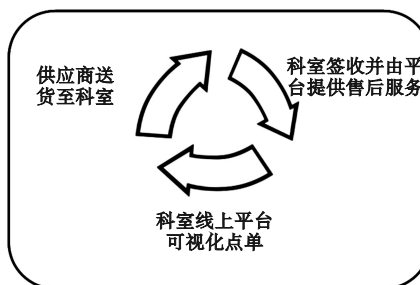 供应商送
货至科室
科室签收并由平
台提供售后服务
科室线上平台
可视化点单